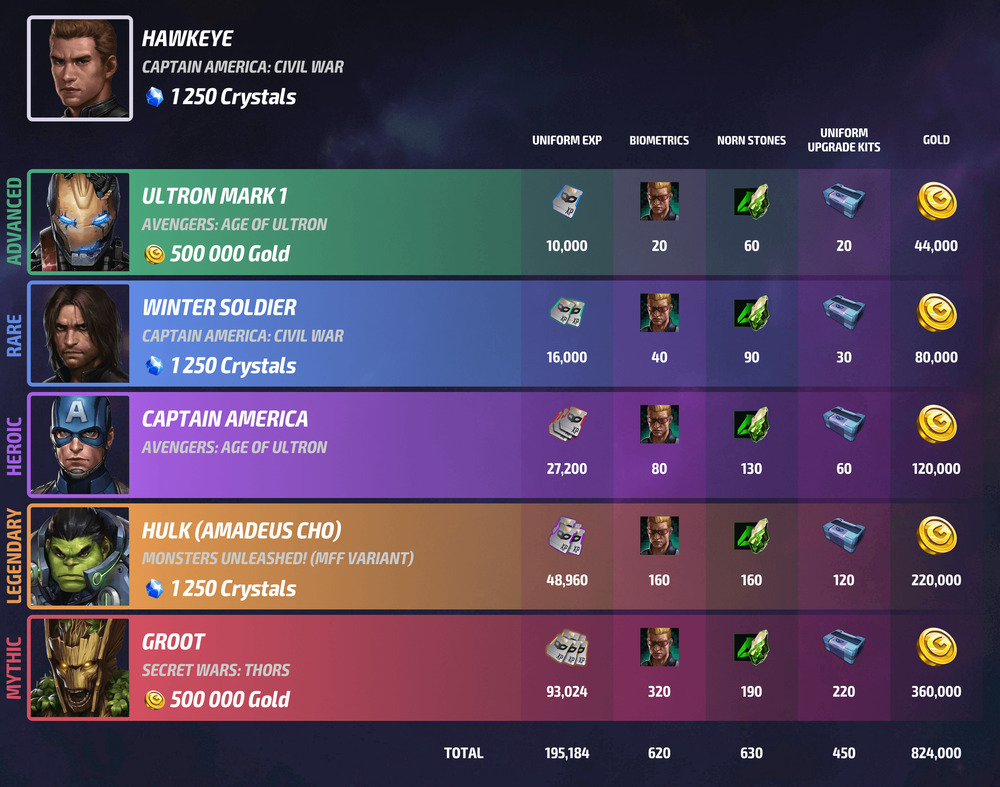 HAWKEYE
CAPTAIN AMERICA: CIVIL WAR
1 250 Crystals
UNIFORM EXP BIOMETRICS NORN STONES UNIFORM UPGRADE KITS GOLD
ADVANCED
ULTRON MARK 1
AVENGERS: AGE OF ULTRON
500 000 Gold
10,000 20 60 20 44,000
RARE
WINTER SOLDIER
CAPTAIN AMERICA: CIVIL WAR
1 250 Crystals
16,000 40 90 30 80,000
HEROIC
CAPTAIN AMERICA
AVENGERS: AGE OF ULTRON
27,200 80 130 60 120,000
LEGENDARY
HULK (AMADEUS CHO)
MONSTERS UNLEASHED! (MFF VARIANT)
1 250 Crystals
48,960 160 160 120 220,000
MYTHIC
GROOT
SECRET WARS: THORS
500 000 Gold
93,024 320 190 220 360,000
TOTAL 195,184 620 630 450 824,000